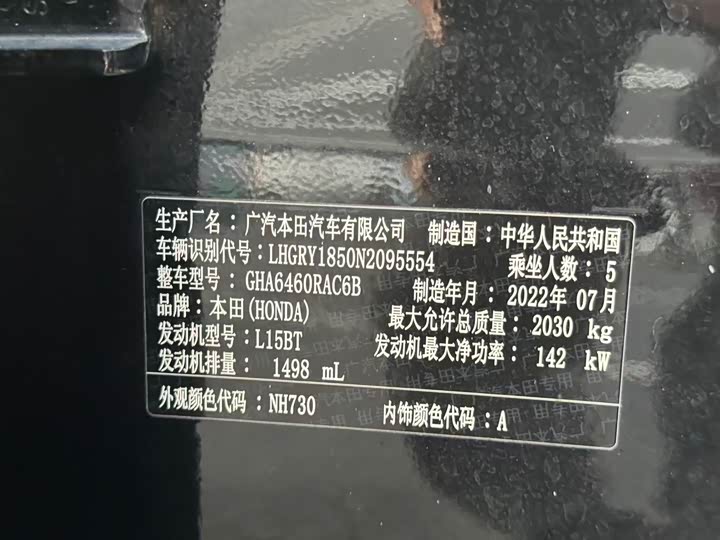 生产厂名：广汽本田汽车有限公司 制造国：中华人民共和国
车辆识别代号：LHGRY1850N2095554 乘坐人数：5
整车型号：GHA6460RAC6B 制造年月：2022年 07月
品牌：本田(HONDA) 最大允许总质量：2030 kg
发动机型号：L15BT 发动机最大净功率：142 kW
发动机排量：1498 mL
外观颜色代码：NH730 内饰颜色代码：A